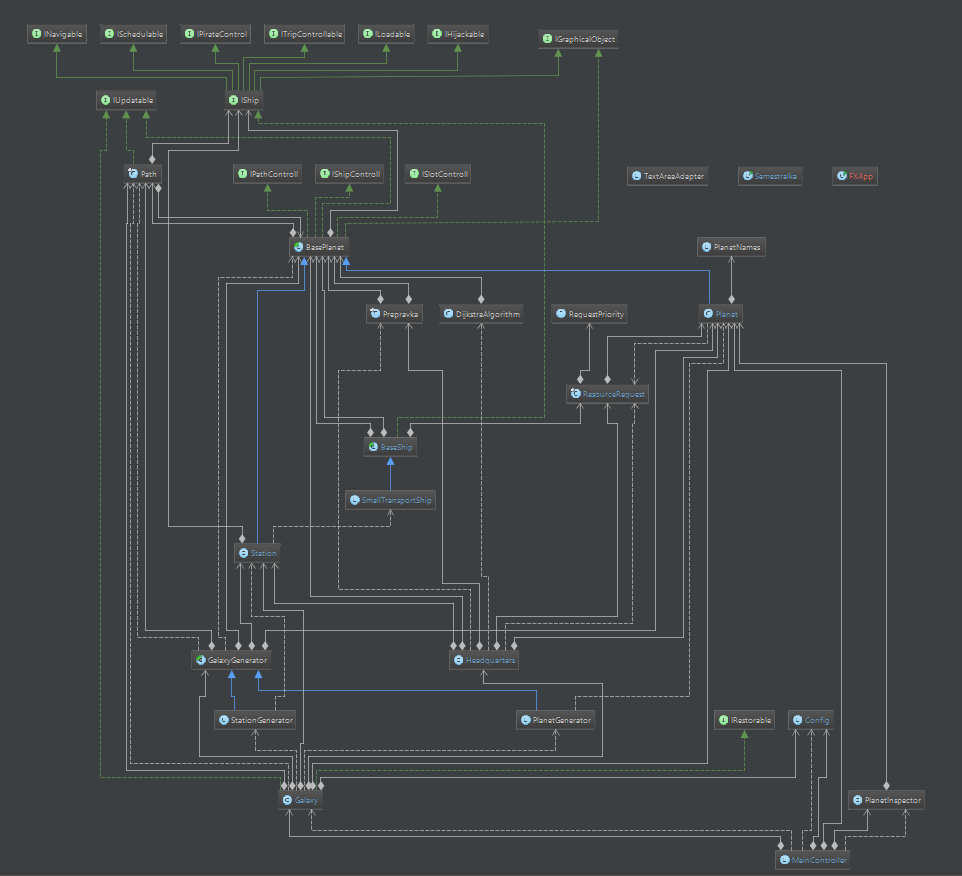 INavigable
ISchedulable
IPirateControl
ITripControllable
ILoadable
IHijackable
IGraphicalObject
IUpdatable
IShip
Path
IPathControll
IShipControll
ISlotControll
TextAreaAdapter
Semestralka
FXApp
BasePlanet
PlanetNames
Prepravka
DijkstraAlgorithm
RequestPriority
Planet
ResourceRequest
BaseShip
SmallTransportShip
Station
GalaxyGenerator
Headquarters
StationGenerator
PlanetGenerator
IRestorable
Config
Galaxy
PlanetInspector
MainController